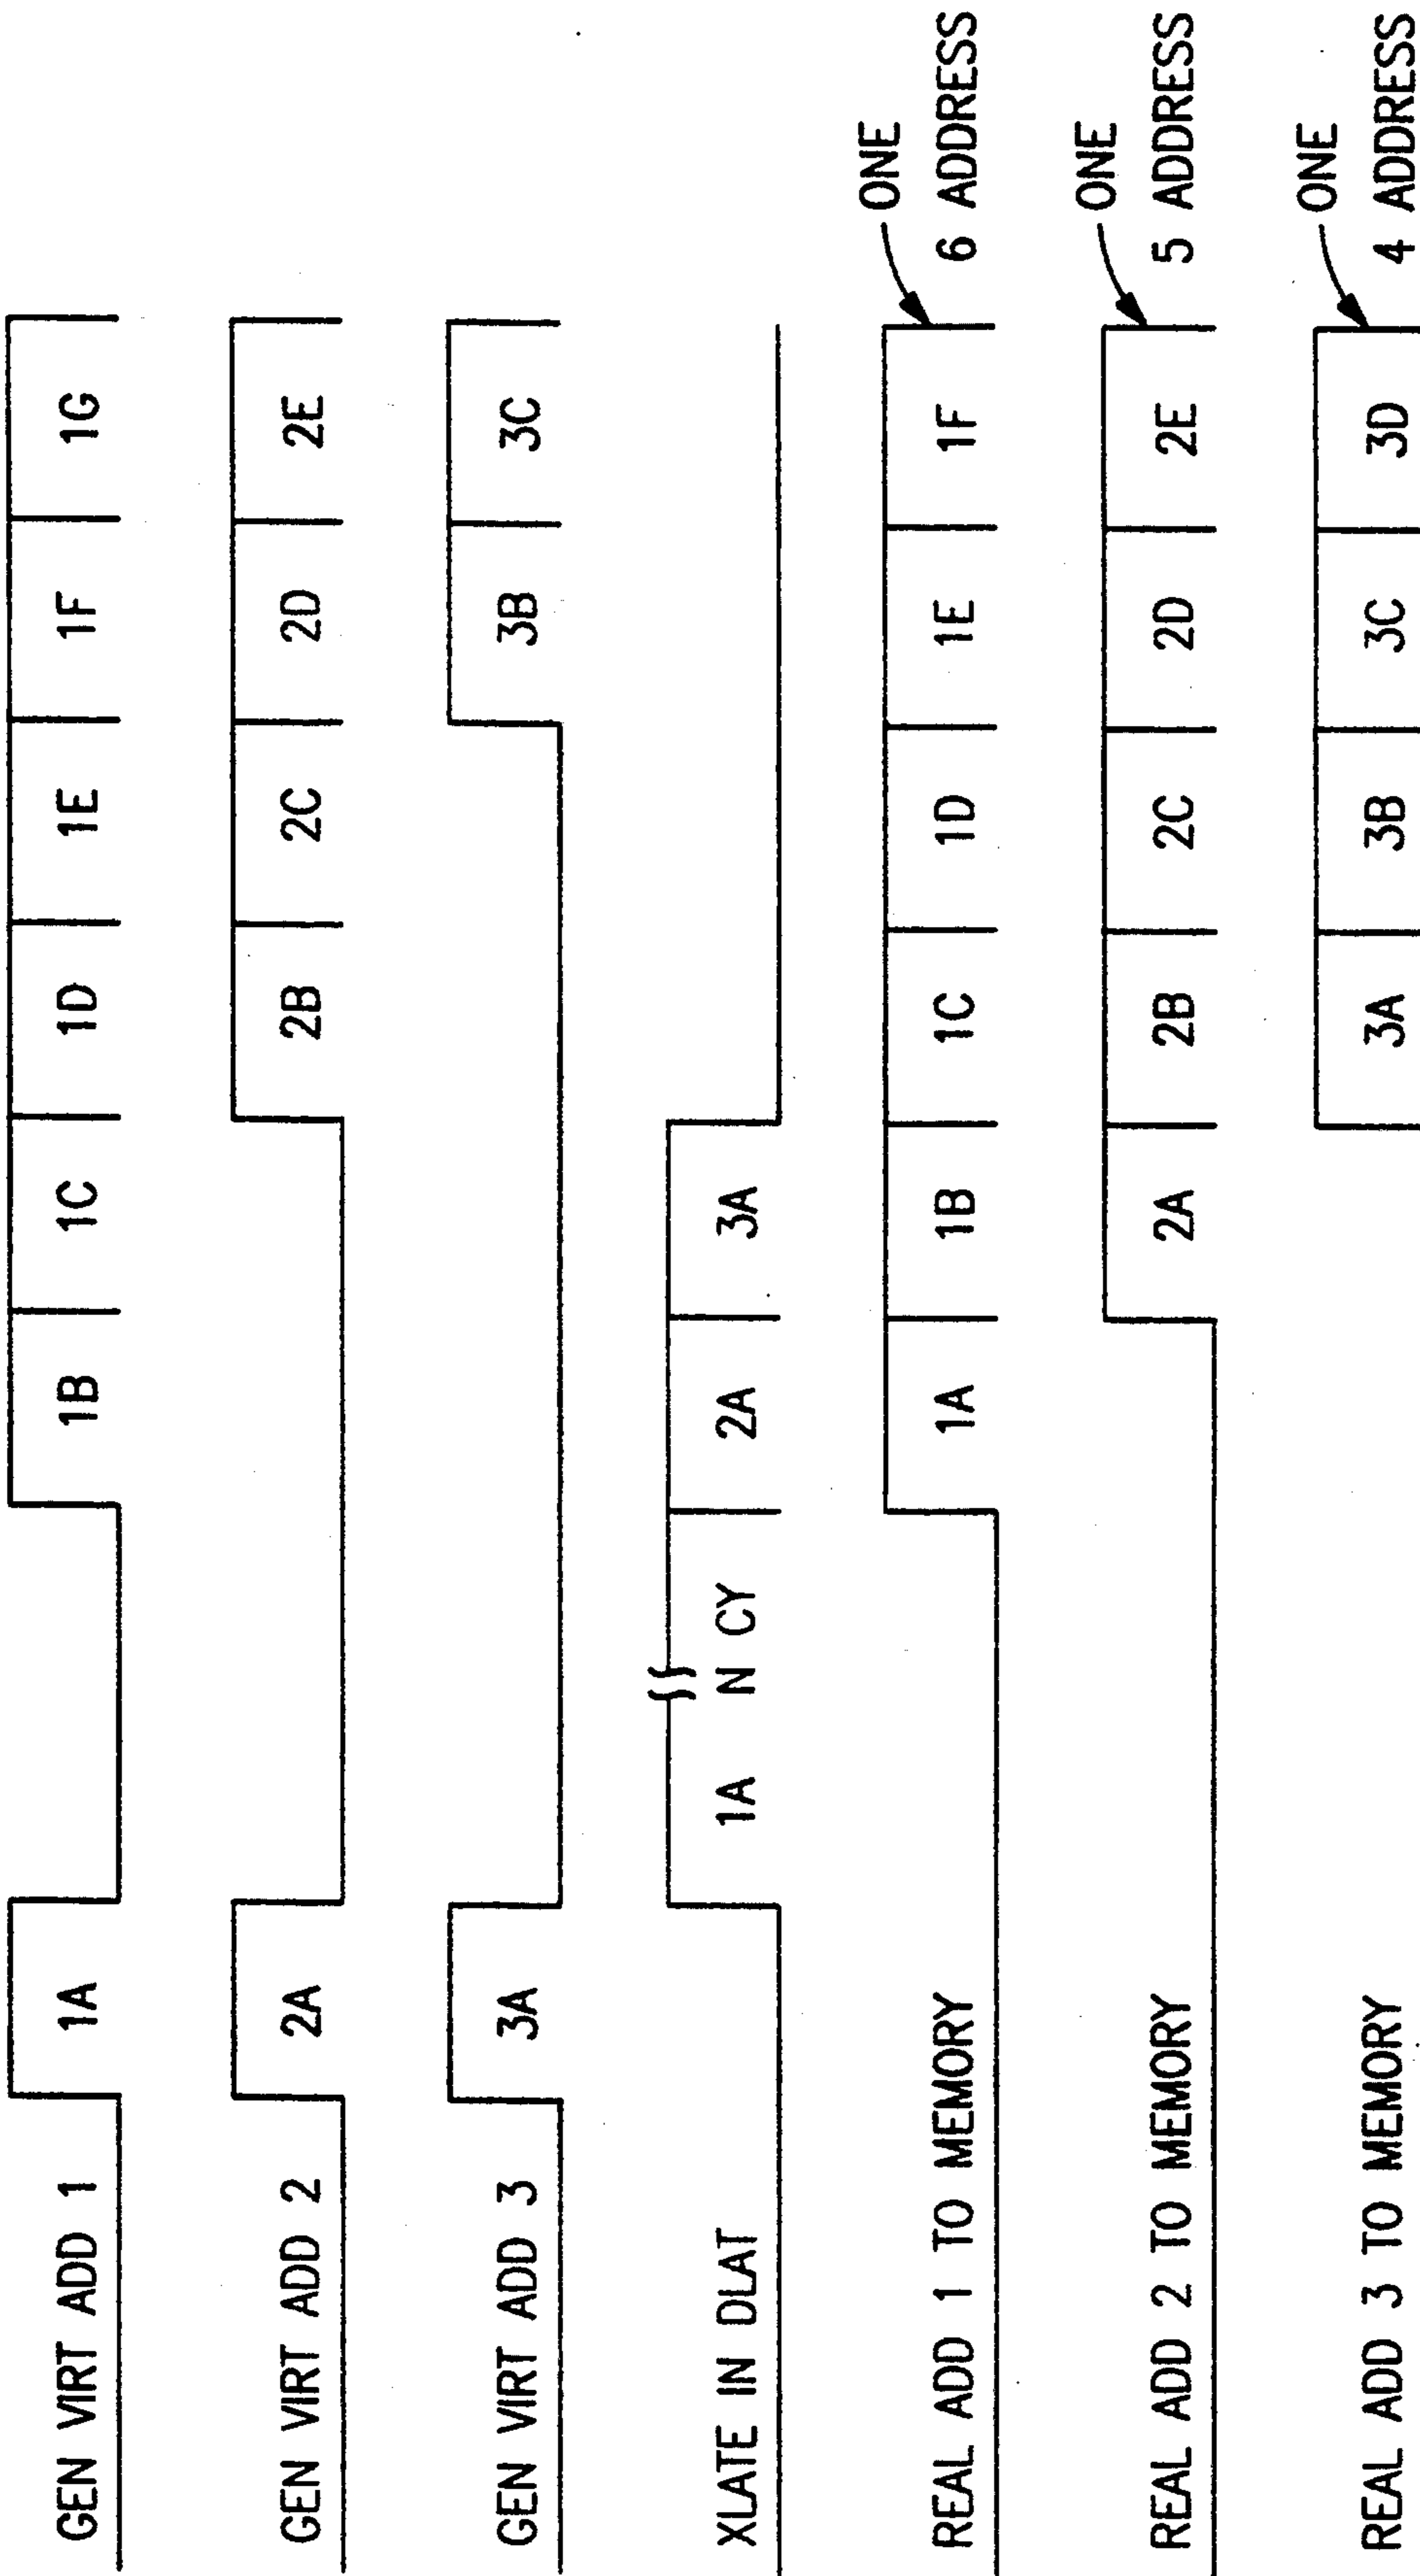 GEN VIRT ADD 1 1A 1B 1C 1D 1E 1F 1G
GEN VIRT ADD 2 2A 2B 2C 2D 2E
GEN VIRT ADD 3 3A 3B 3C
XLATE IN DLAT 1A N CY 2A 3A
ONE
REAL ADD 1 TO MEMORY 1A 1B 1C 1D 1E 1F 6 ADDRESS
ONE
REAL ADD 2 TO MEMORY 2A 2B 2C 2D 2E 5 ADDRESS
ONE
REAL ADD 3 TO MEMORY 3A 3B 3C 3D 4 ADDRESS